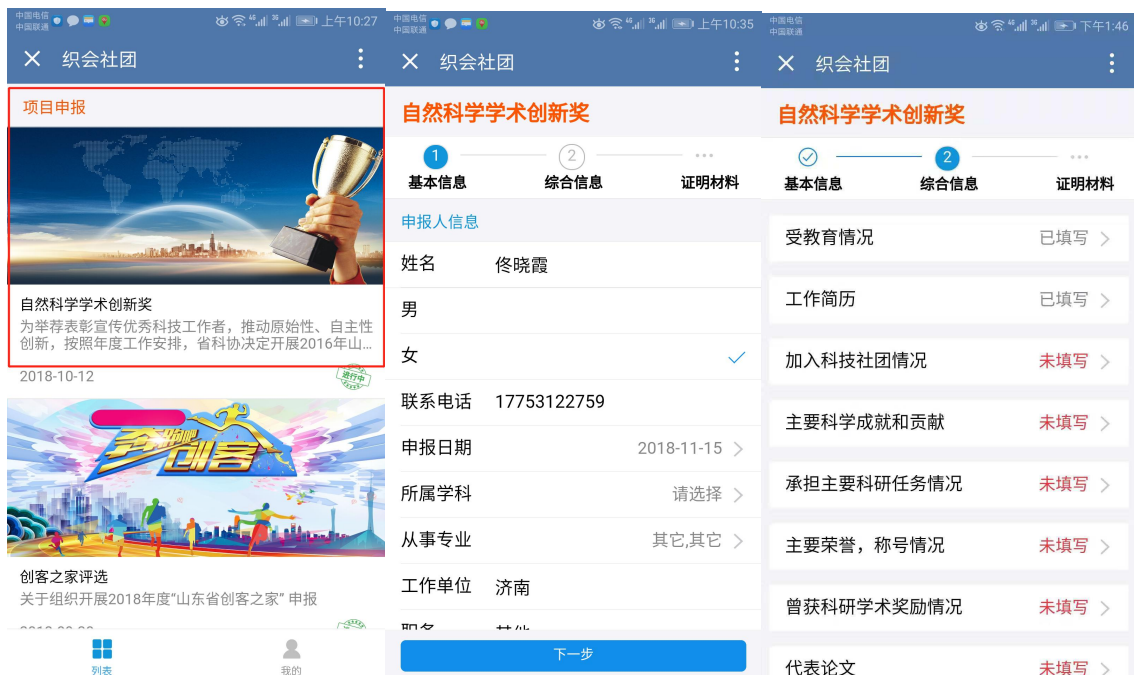 中国电信
中国联通
46
36
上午10:27
织会社团
项目申报
自然科学学术创新奖
为举荐表彰宣传优秀科技工作者，推动原始性、自主性
创新，按照年度工作安排，省科协决定开展2016年山...
2018-10-12
进行中
奔跑吧
创客
创客之家评选
关于组织开展2018年度“山东省创客之家” 申报
列表
我的
中国电信
中国联通
46
36
上午10:35
织会社团
自然科学学术创新奖
1
2
基本信息
综合信息
证明材料
申报人信息
姓名 佟晓霞
男
女
联系电话 17753122759
申报日期 2018-11-15
所属学科 请选择
从事专业 其它,其它
工作单位 济南
下一步
中国电信
中国联通
46
36
下午1:46
织会社团
自然科学学术创新奖
2
基本信息
综合信息
证明材料
受教育情况 已填写
工作简历 已填写
加入科技社团情况 未填写
主要科学成就和贡献 未填写
承担主要科研任务情况 未填写
主要荣誉，称号情况 未填写
曾获科研学术奖励情况 未填写
代表论文 未填写